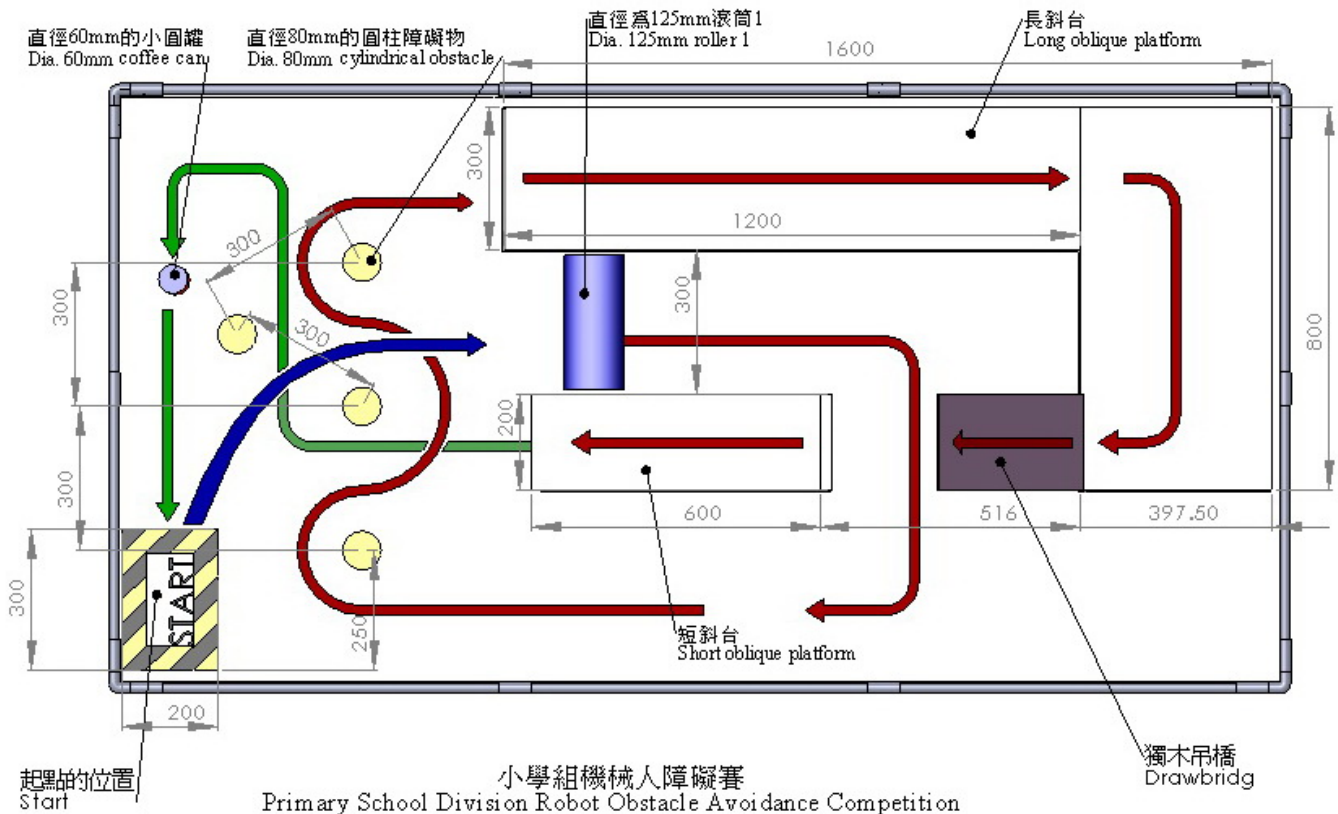 直徑60mm的小圓罐
Dia. 60mm coffee can
直徑80mm的圓柱障礙物
Dia. 80mm cylindrical obstacle
直徑爲125mm滾筒1
Dia. 125mm roller 1
長斜台
Long oblique platform
1600
300
1200
300
300
300
300
800
200
300
600
516
397.50
300
START
250
短斜台
Short oblique platform
200
起點的位置
Start
獨木吊橋
Drawbridg
小學組機械人障礙賽
Primary School Division Robot Obstacle Avoidance Competition